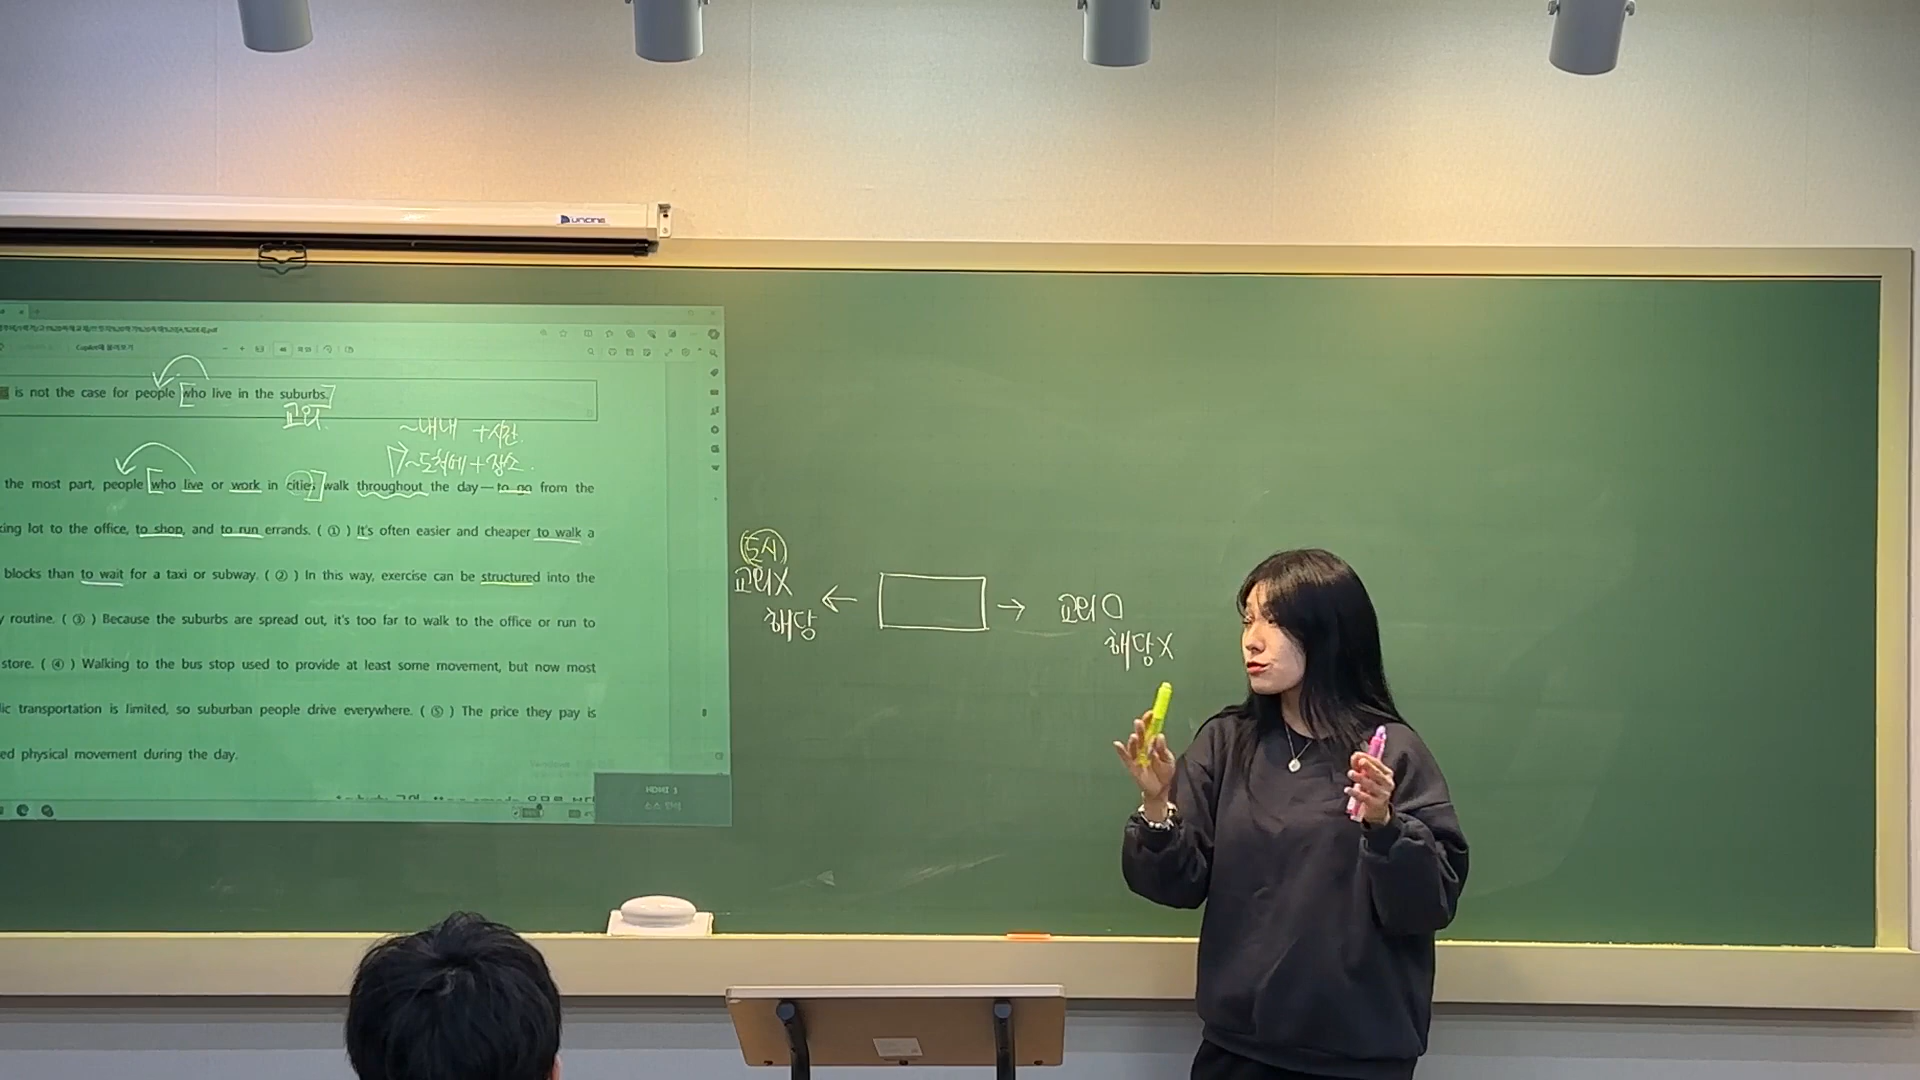 UNCINE
is not the case for people [who live in the suburbs.]
교외.
~내내 +시간.
~도처에 +장소.
the most part, people [who live or work in cities] walk throughout the day—to go from the
king lot to the office, to shop, and to run errands. ( ① ) It's often easier and cheaper to walk a
blocks than to wait for a taxi or subway. ( ② ) In this way, exercise can be structured into the
y routine. ( ③ ) Because the suburbs are spread out, it's too far to walk to the office or run to
store. ( ④ ) Walking to the bus stop used to provide at least some movement, but now most
lic transportation is limited, so suburban people drive everywhere. ( ⑤ ) The price they pay is
ed physical movement during the day.
HDMI 1
도시
교외X
해당
← →
교외O
해당X